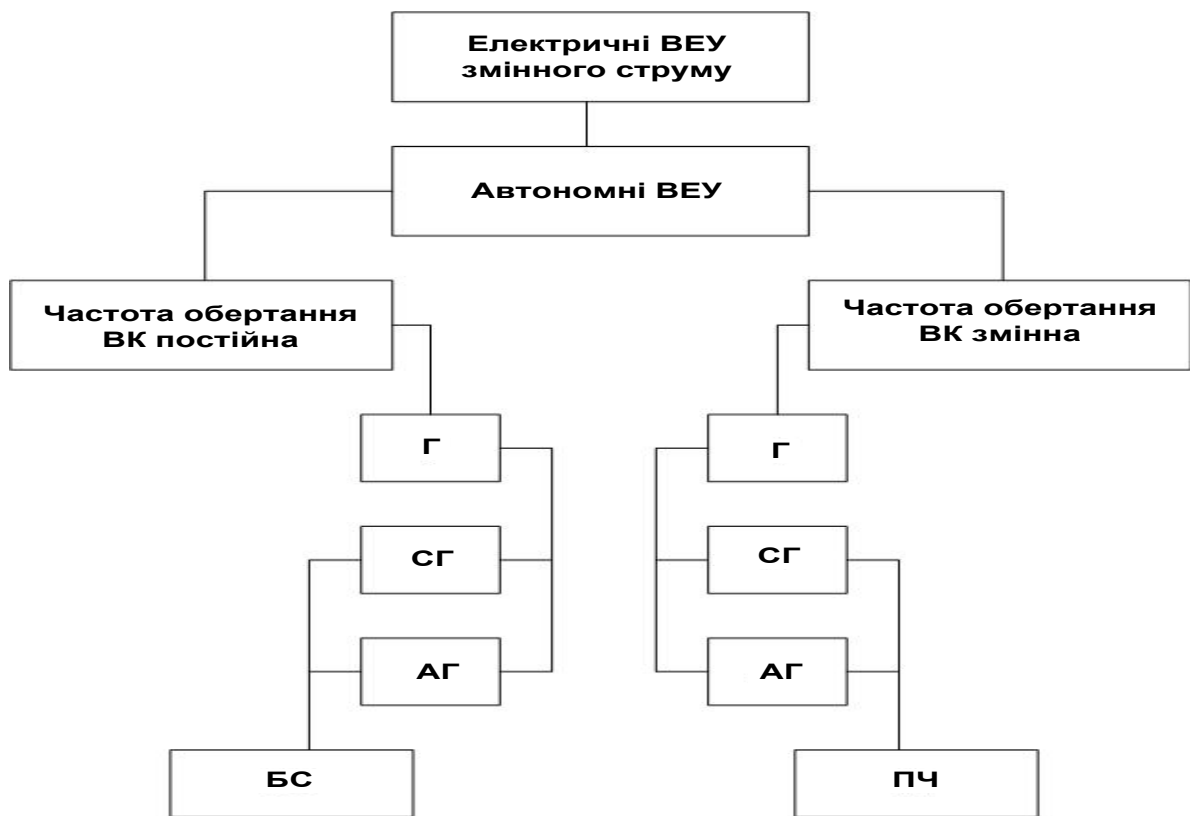 Електричні ВЕУ
змінного струму
Автономні ВЕУ
Частота обертання
ВК постійна
Частота обертання
ВК змінна
Г
Г
СГ
СГ
АГ
АГ
БС
ПЧ